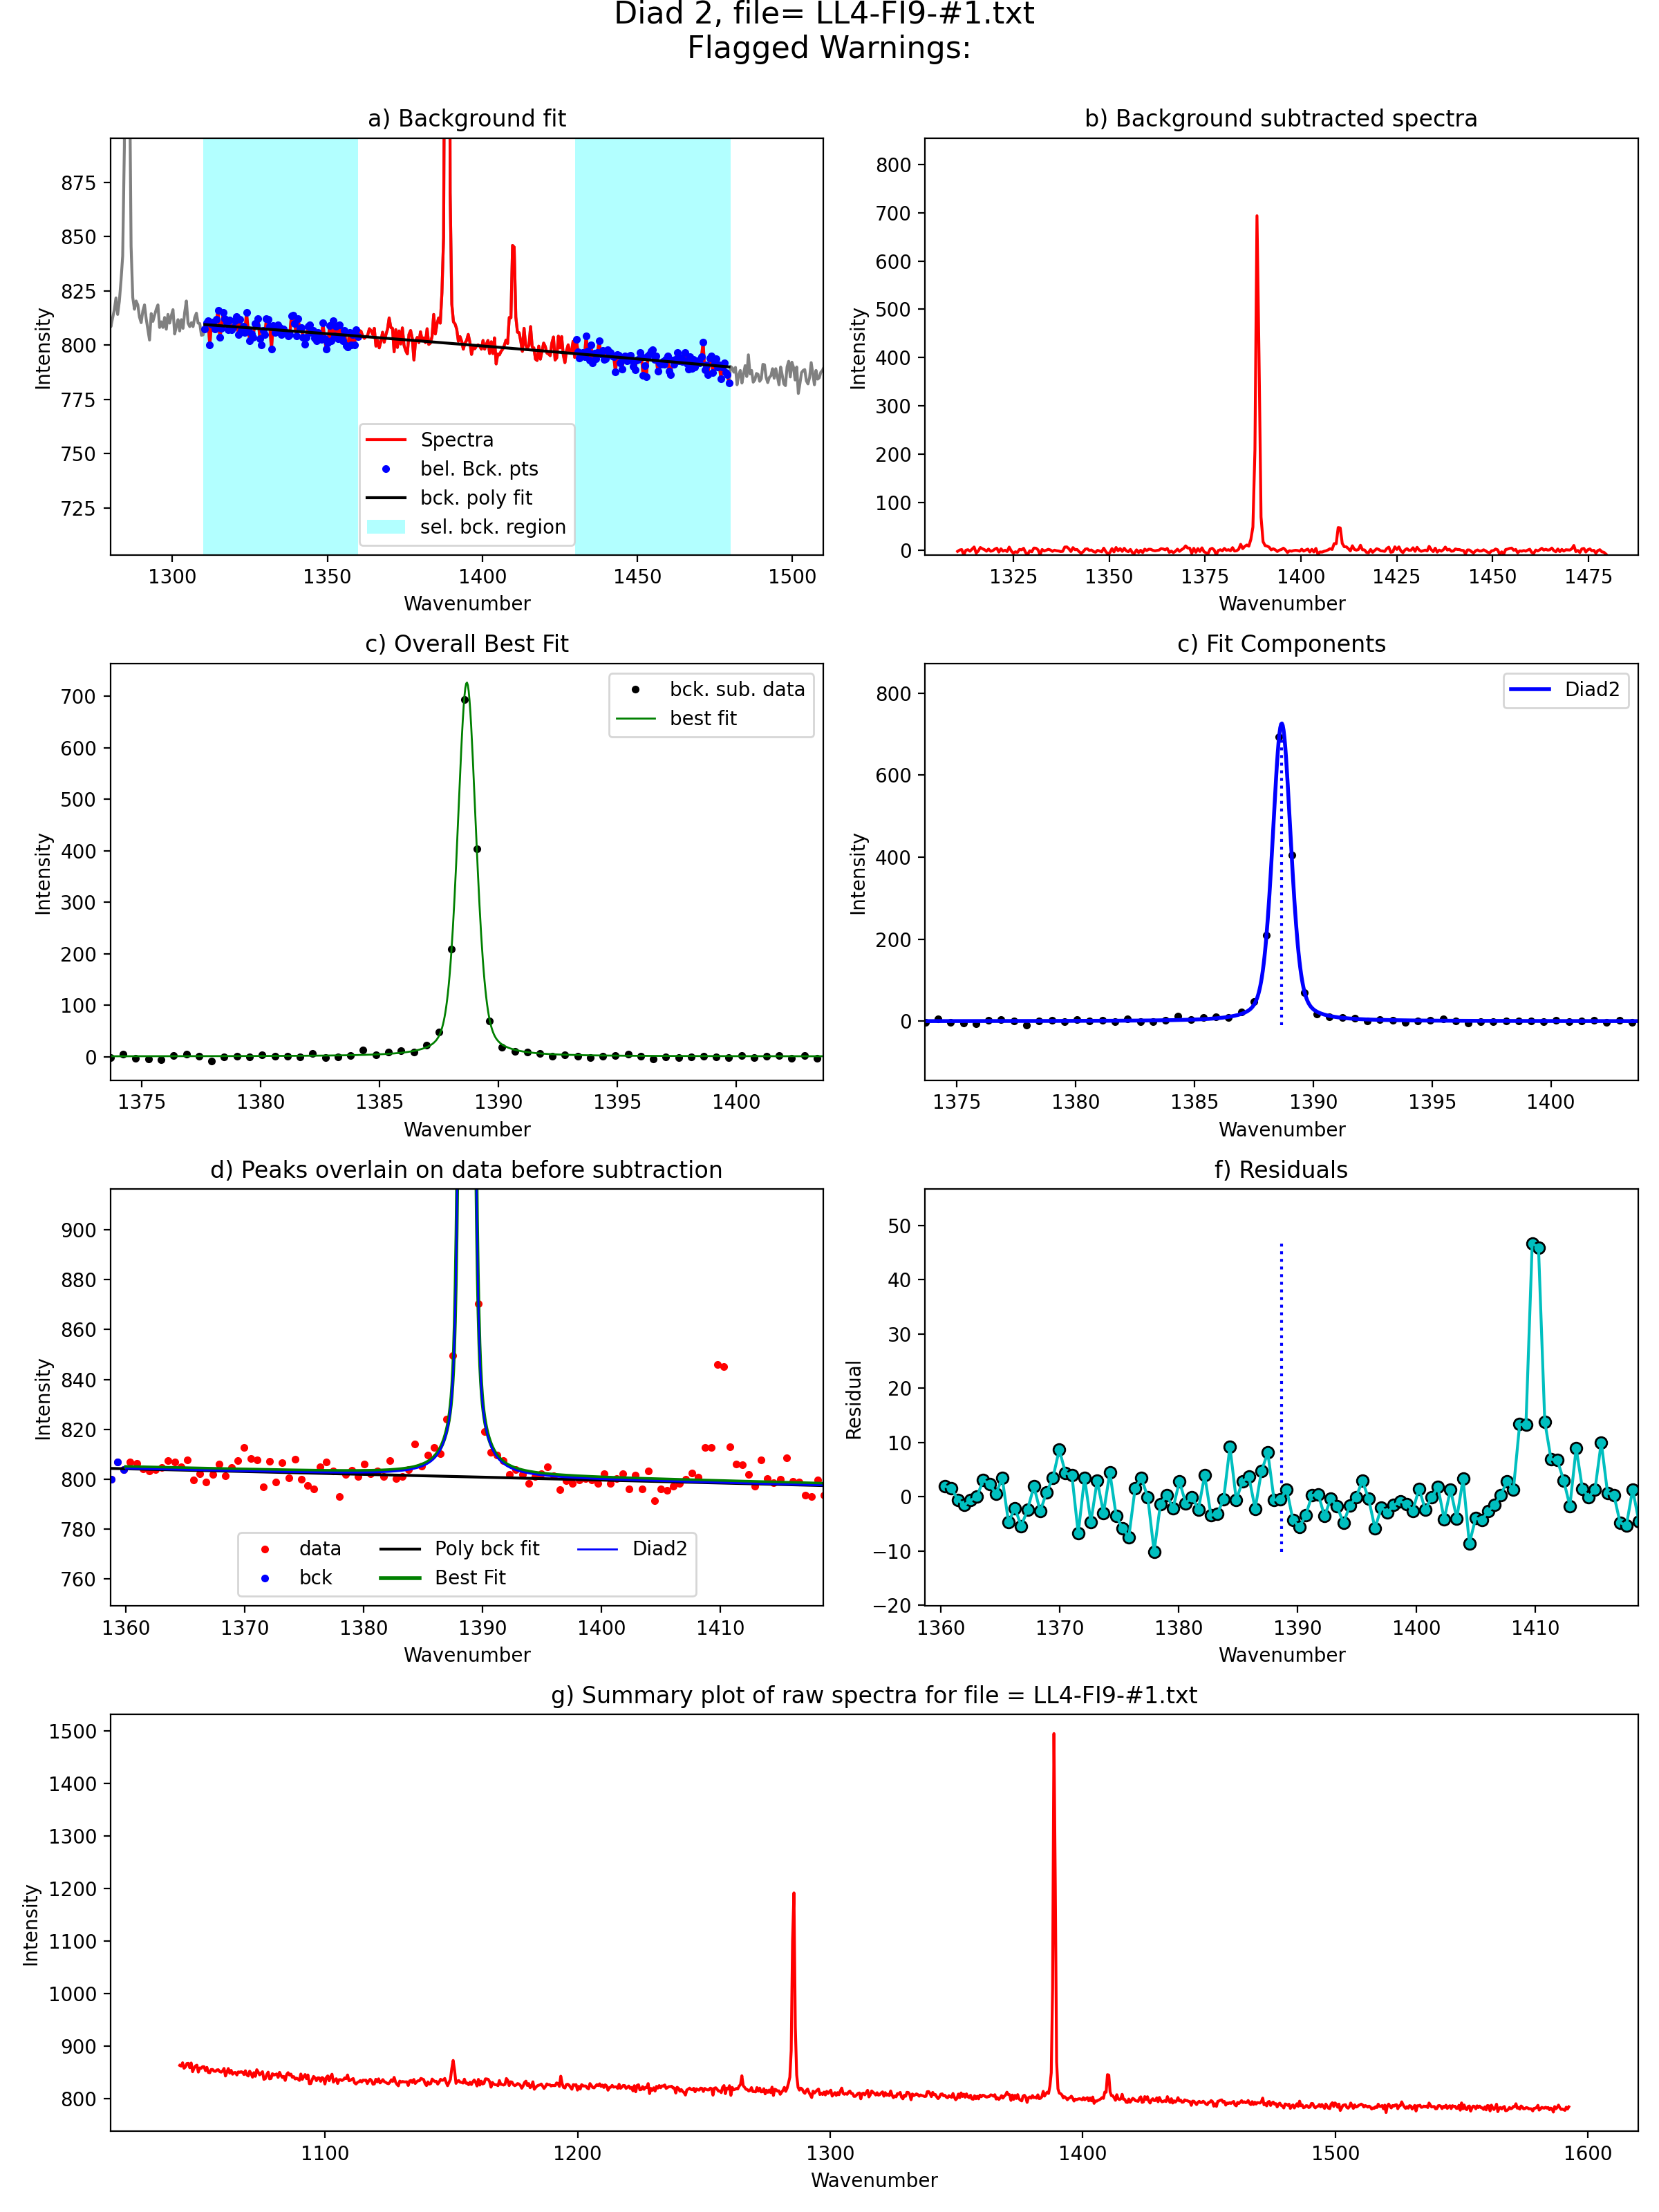 Diad 2, file= LL4-FI9-#1.txt
Flagged Warnings:
a) Background fit
875
850
825
800
775
750
725
Intensity
Spectra
bel. Bck. pts
bck. poly fit
sel. bck. region
1300 1350 1400 1450 1500
Wavenumber
b) Background subtracted spectra
800
700
600
500
400
300
200
100
0
Intensity
1325 1350 1375 1400 1425 1450 1475
Wavenumber
c) Overall Best Fit
700
600
500
400
300
200
100
0
Intensity
bck. sub. data
best fit
1375 1380 1385 1390 1395 1400
Wavenumber
c) Fit Components
800
600
400
200
0
Intensity
Diad2
1375 1380 1385 1390 1395 1400
Wavenumber
d) Peaks overlain on data before subtraction
900
880
860
840
820
800
780
760
Intensity
data Poly bck fit Diad2
bck Best Fit
1360 1370 1380 1390 1400 1410
Wavenumber
f) Residuals
50
40
30
20
10
0
−10
−20
Residual
1360 1370 1380 1390 1400 1410
Wavenumber
g) Summary plot of raw spectra for file = LL4-FI9-#1.txt
1500
1400
1300
1200
1100
1000
900
800
Intensity
1100 1200 1300 1400 1500 1600
Wavenumber